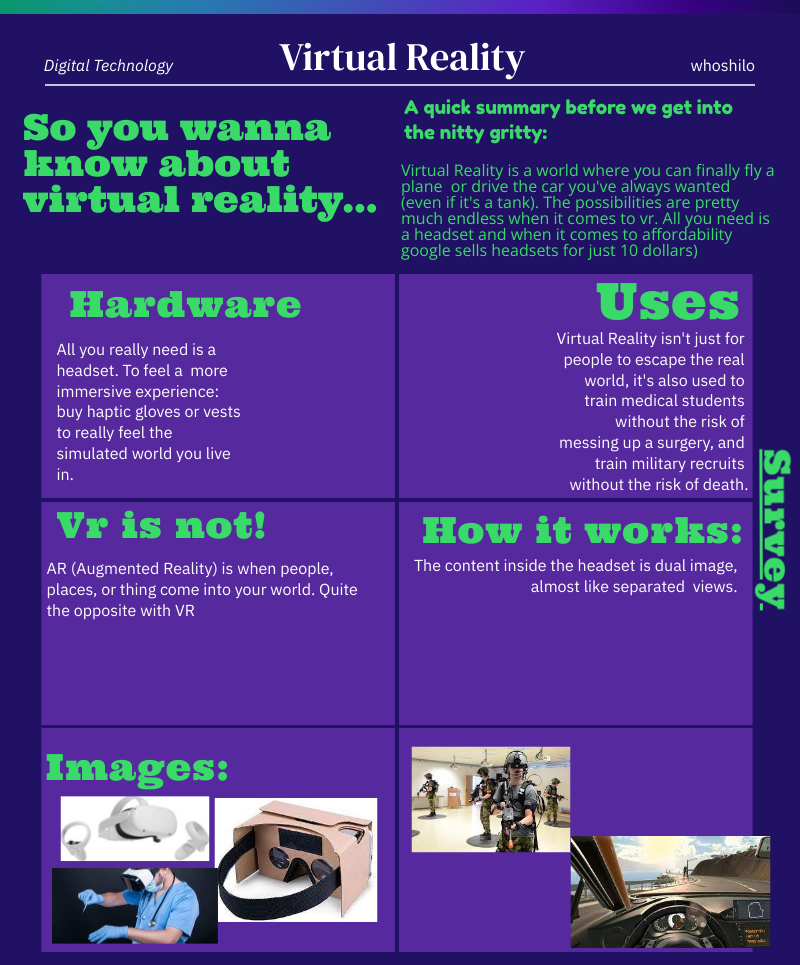 Digital Technology
Virtual Reality
whoshilo
So you wanna
know about
virtual reality...
A quick summary before we get into
the nitty gritty:
Virtual Reality is a world where you can finally fly a
plane  or drive the car you've always wanted
(even if it's a tank). The possibilities are pretty
much endless when it comes to vr. All you need is
a headset and when it comes to affordability
google sells headsets for just 10 dollars)
Hardware
All you really need is a
headset. To feel a  more
immersive experience:
buy haptic gloves or vests
to really feel the
simulated world you live
in.
Uses
Virtual Reality isn't just for
people to escape the real
world, it's also used to
train medical students
without the risk of
messing up a surgery, and
train military recruits
without the risk of death.
Survey
Vr is not!
AR (Augmented Reality) is when people,
places, or thing come into your world. Quite
the opposite with VR
How it works:
The content inside the headset is dual image,
almost like separated  views.
Images: